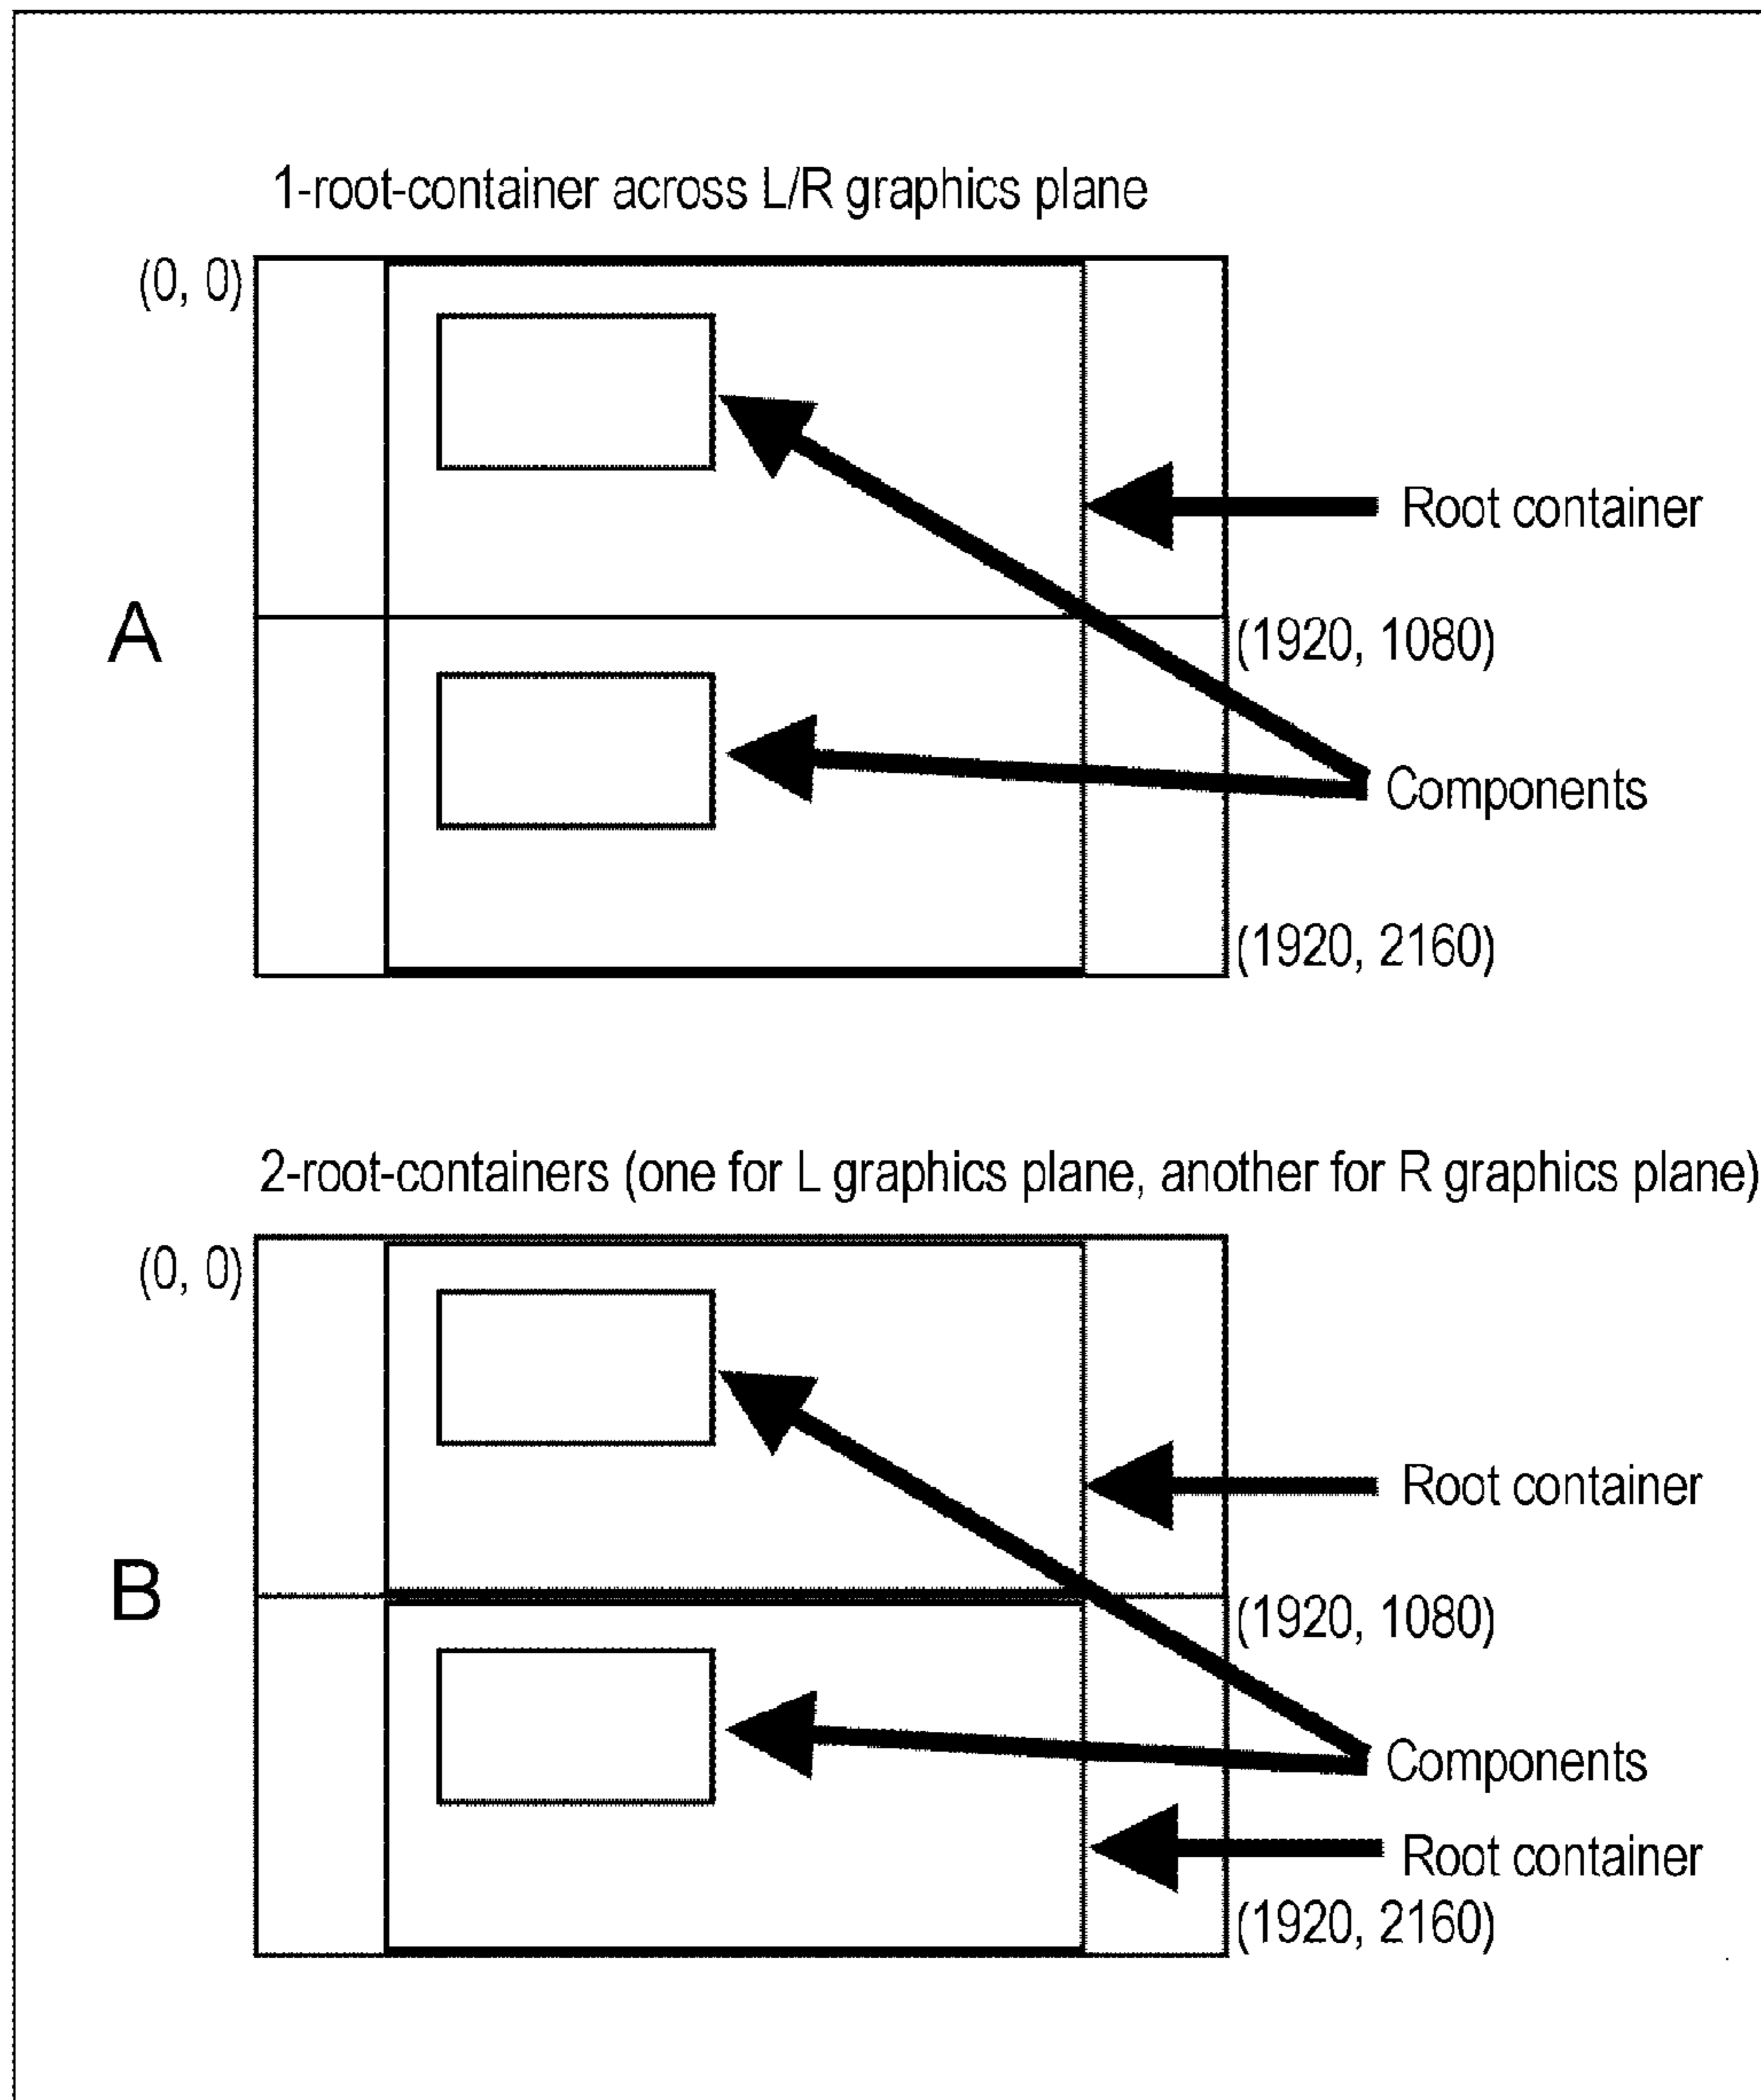 1-root-container across L/R graphics plane
(0, 0)
Root container
A
(1920, 1080)
Components
(1920, 2160)
2-root-containers (one for L graphics plane, another for R graphics plane)
(0, 0)
Root container
B
(1920, 1080)
Components
Root container
(1920, 2160)